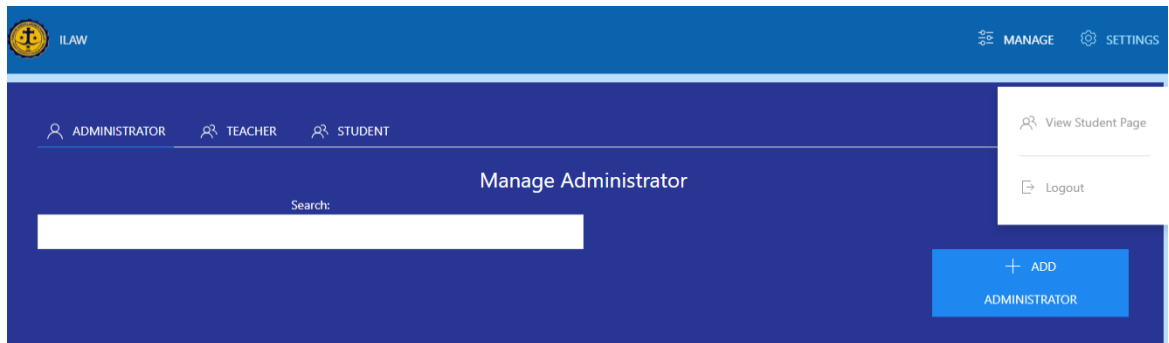 ILAW
MANAGE
SETTINGS
ADMINISTRATOR
TEACHER
STUDENT
View Student Page
Logout
Manage Administrator
Search:
+ ADD
ADMINISTRATOR